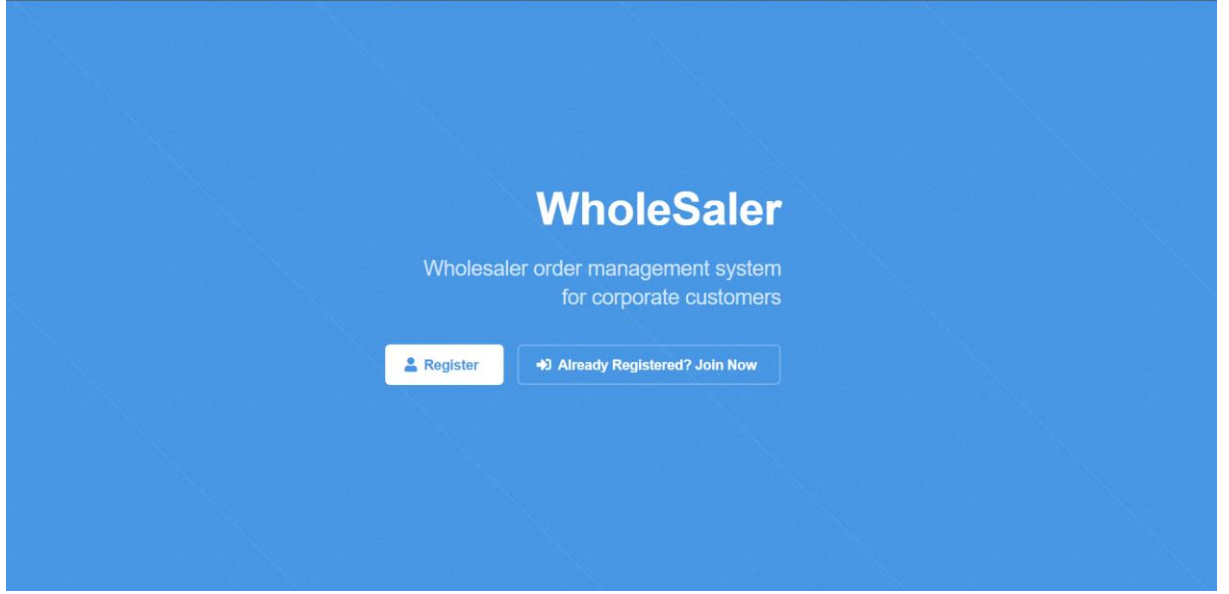 WholeSaler
Wholesaler order management system
for corporate customers
Register
Already Registered? Join Now